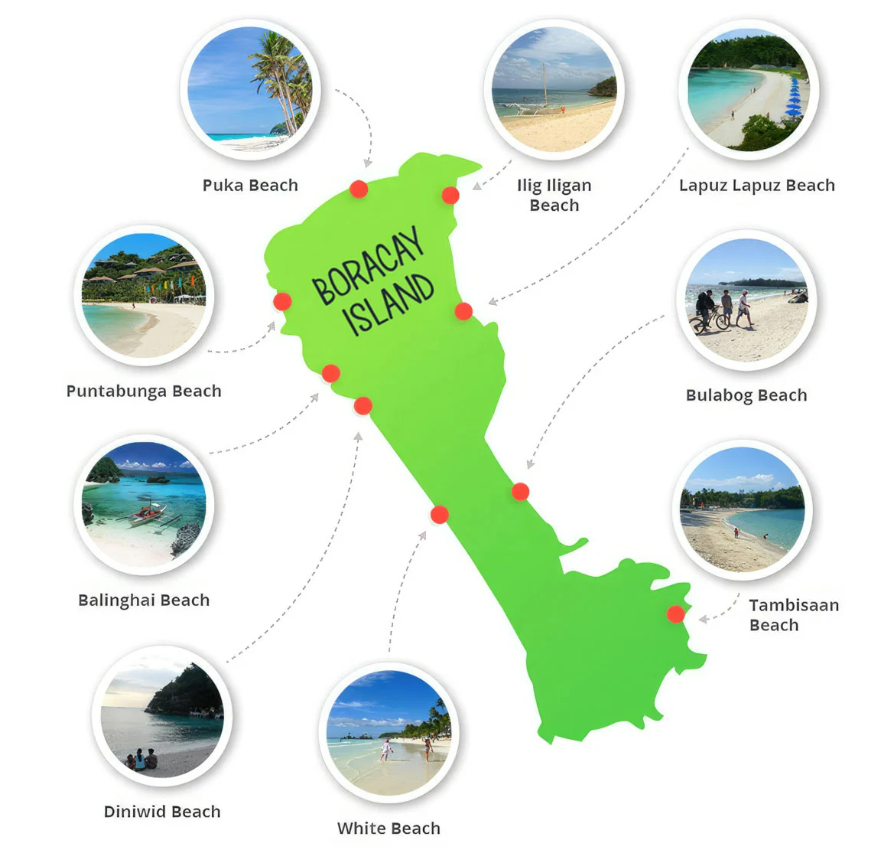 Puka Beach
Ilig Iligan
Beach
Lapuz Lapuz Beach
BORACAY
ISLAND
Puntabunga Beach
Bulabog Beach
Balinghai Beach
Tambisaan
Beach
Diniwid Beach
White Beach